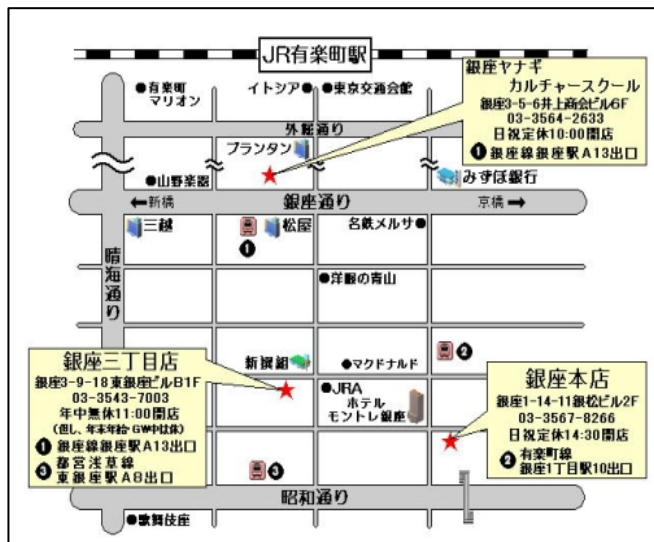 JR有楽町駅
●有楽町
マリオン
イトシア●
●東京交通会館
銀座ヤナギ
カルチャースクール
銀座3-5-6井上商会ビル6F
03-3564-2633
日祝定休10:00開店
❶銀座線銀座駅A13出口
外堀通り
プランタン
●山野楽器
みずほ銀行
←新橋
銀座通り
京橋→
三越
松屋
名鉄メルサ●
❶
晴海通り
●洋服の青山
新撰組
●マクドナルド
❷
銀座三丁目店
銀座3-9-18東銀座ビルB1F
03-3543-7003
年中無休11:00開店
(但し、年末年始・GW中は休)
❶銀座線銀座駅A13出口
❸都営浅草線
東銀座駅A8出口
●JRA
ホテル
モントレ銀座
銀座本店
銀座1-14-11銀松ビル2F
03-3567-8266
日祝定休14:30開店
❷有楽町線
銀座1丁目駅10出口
❸
昭和通り
●歌舞伎座